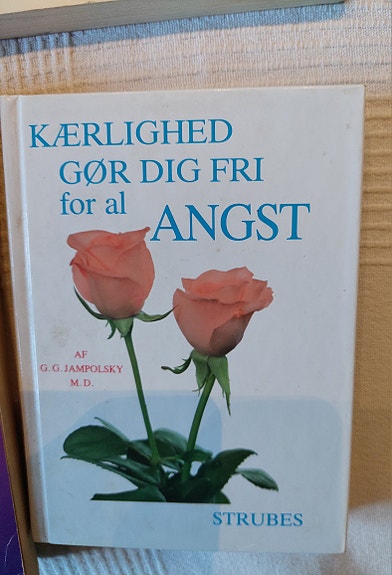 KÆRLIGHED
GØR DIG FRI
for al ANGST
AF
G. G. JAMPOLSKY
M. D.
STRUBES